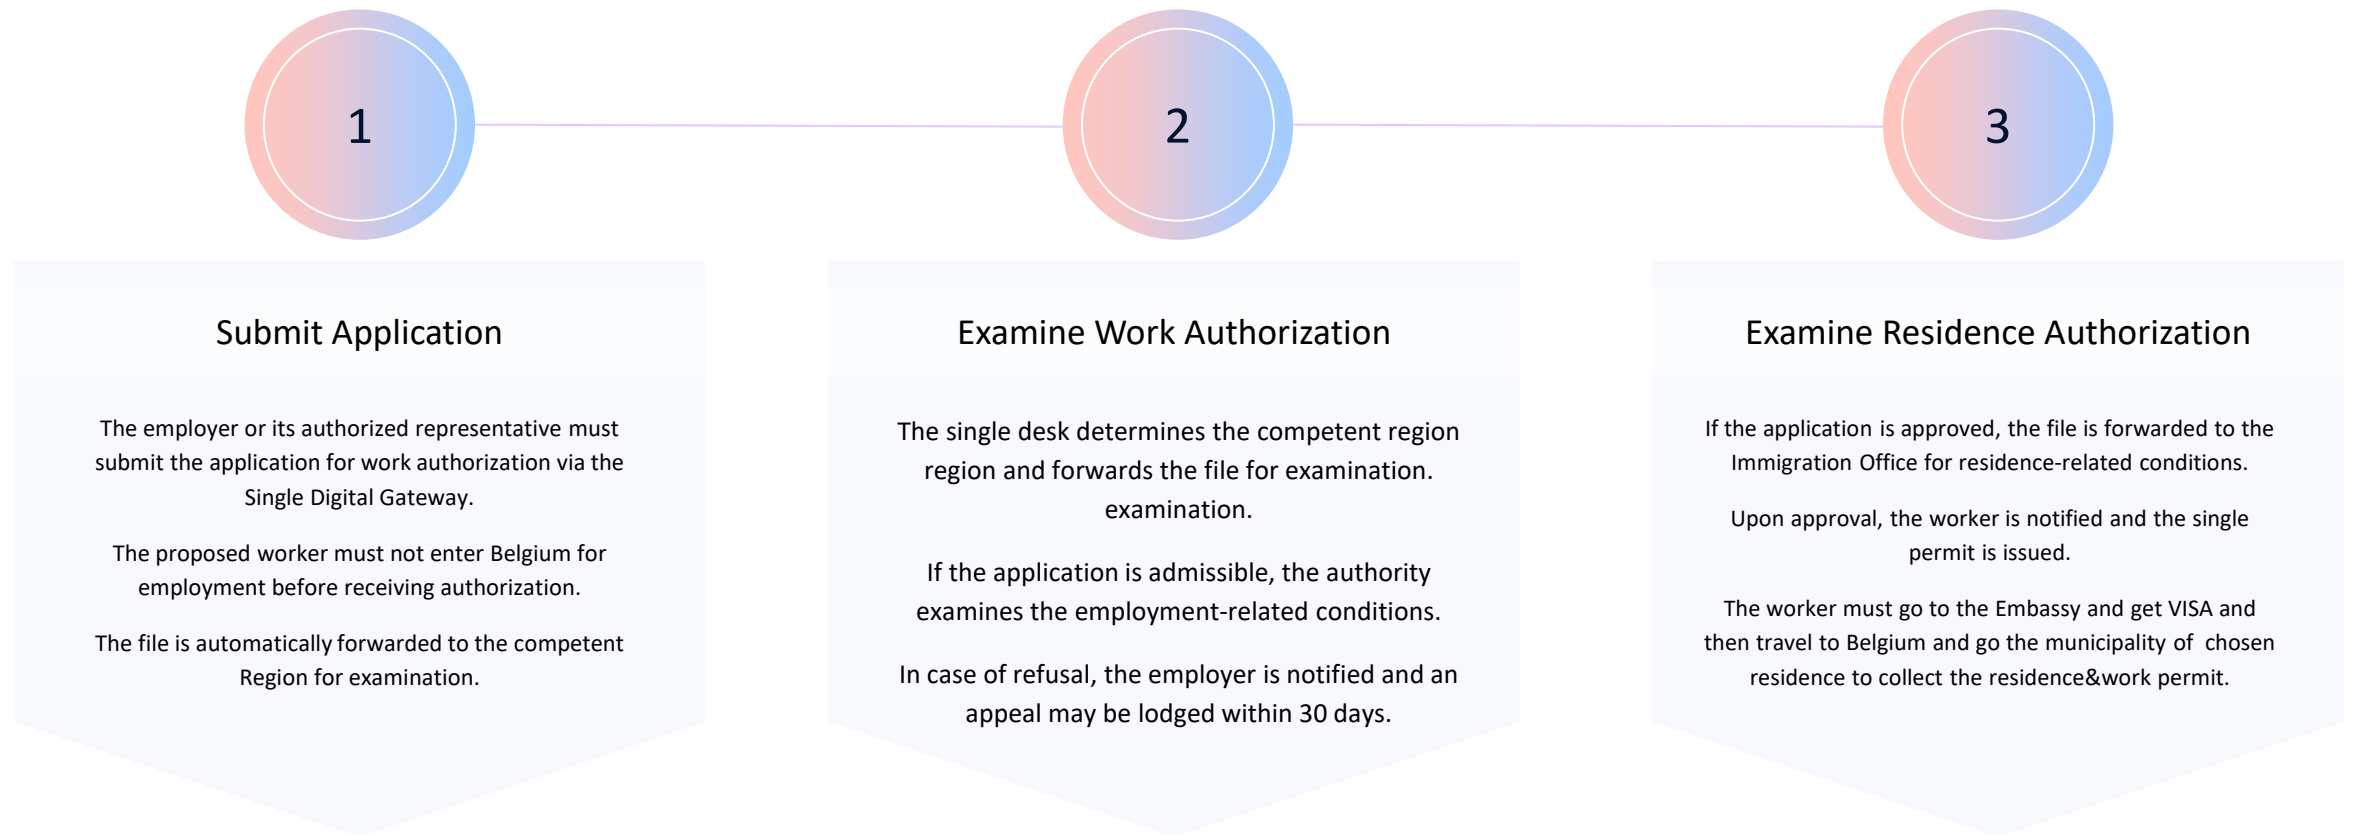 1
2
3
Submit Application
The employer or its authorized representative must
submit the application for work authorization via the
Single Digital Gateway.
The proposed worker must not enter Belgium for
employment before receiving authorization.
The file is automatically forwarded to the competent
Region for examination.
Examine Work Authorization
The single desk determines the competent region
region and forwards the file for examination.
examination.
If the application is admissible, the authority
examines the employment-related conditions.
In case of refusal, the employer is notified and an
appeal may be lodged within 30 days.
Examine Residence Authorization
If the application is approved, the file is forwarded to the
Immigration Office for residence-related conditions.
Upon approval, the worker is notified and the single
permit is issued.
The worker must go to the Embassy and get VISA and
then travel to Belgium and go the municipality of  chosen
residence to collect the residence&work permit.